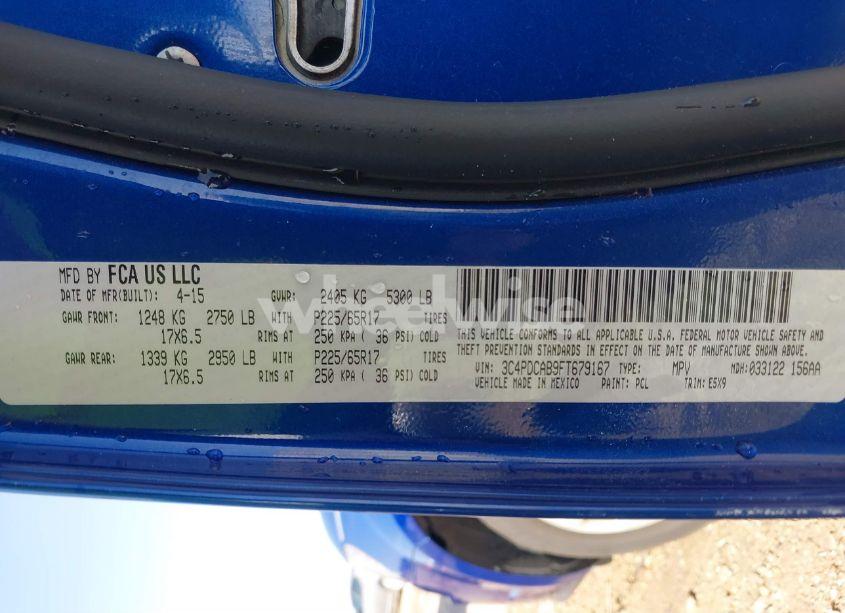 MFD BY FCA US LLC
DATE OF MFR(BUILT): 4-15 GVWR: 2405 KG 5300 LB
GAWR FRONT: 1248 KG 2750 LB WITH P225/65R17 TIRES
17X6.5 RIMS AT 250 KPA ( 36 PSI) COLD
GAWR REAR: 1339 KG 2950 LB WITH P225/65R17 TIRES
17X6.5 RIMS AT 250 KPA ( 36 PSI) COLD
THIS VEHICLE CONFORMS TO ALL APPLICABLE U.S.A. FEDERAL MOTOR VEHICLE SAFETY AND
THEFT PREVENTION STANDARDS IN EFFECT ON THE DATE OF MANUFACTURE SHOWN ABOVE.
VIN: 3C4PDCAB9FT679167 TYPE: MPV MDH:033122 156AA
VEHICLE MADE IN MEXICO PAINT: PCL TRIM: E5X9
wheelwise